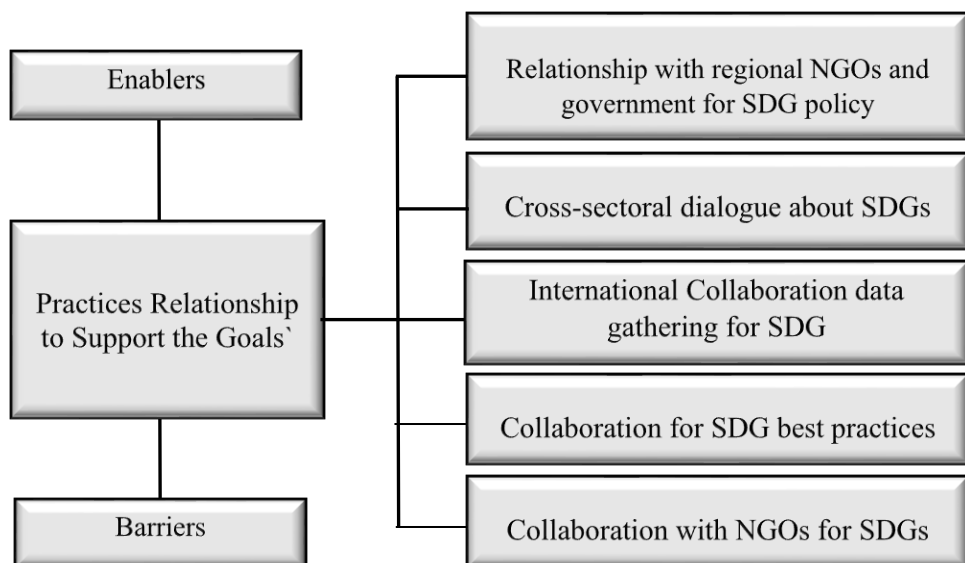 Enablers
Practices Relationship
to Support the Goals`
Barriers
Relationship with regional NGOs and
government for SDG policy
Cross-sectoral dialogue about SDGs
International Collaboration data
gathering for SDG
Collaboration for SDG best practices
Collaboration with NGOs for SDGs